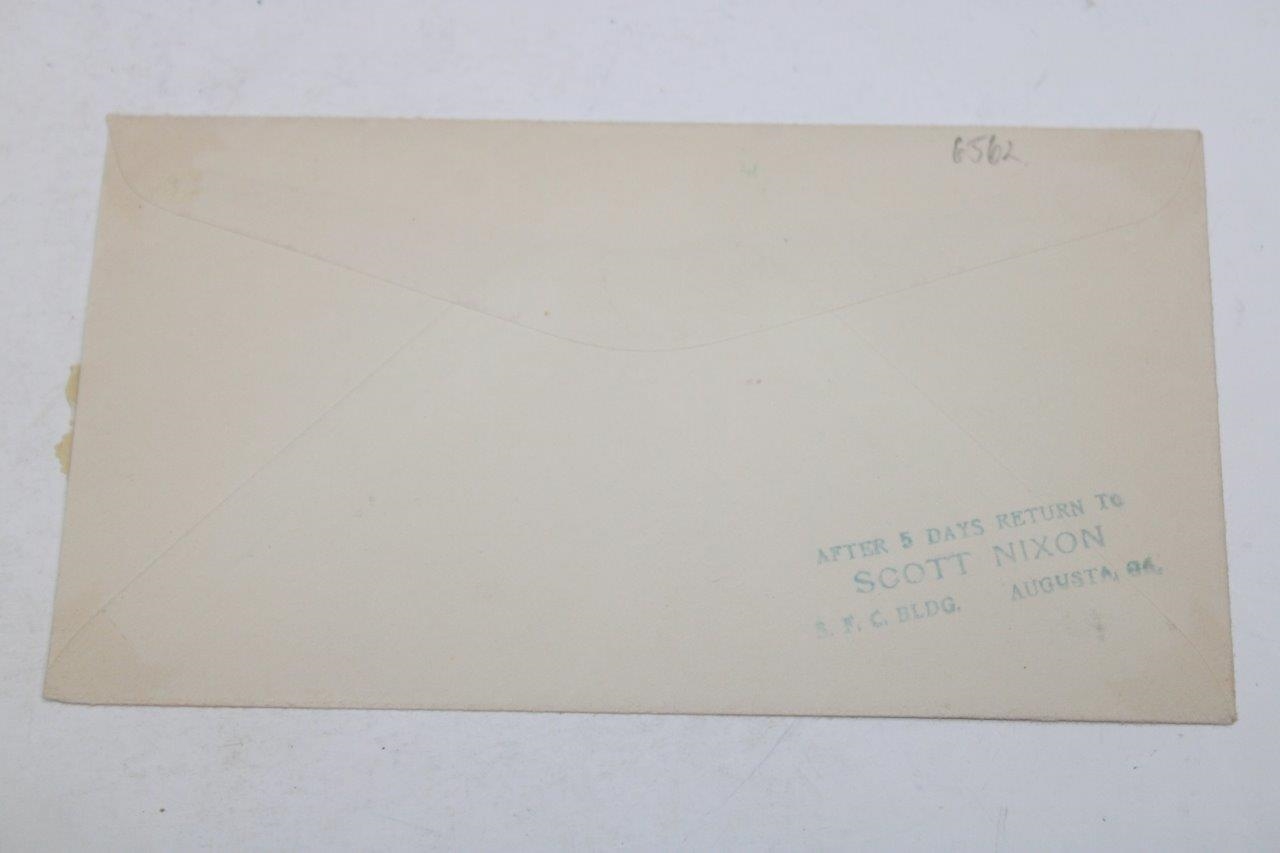 6562
AFTER 5 DAYS RETURN TO
SCOTT NIXON
S. F. C. BLDG. AUGUSTA, GA.